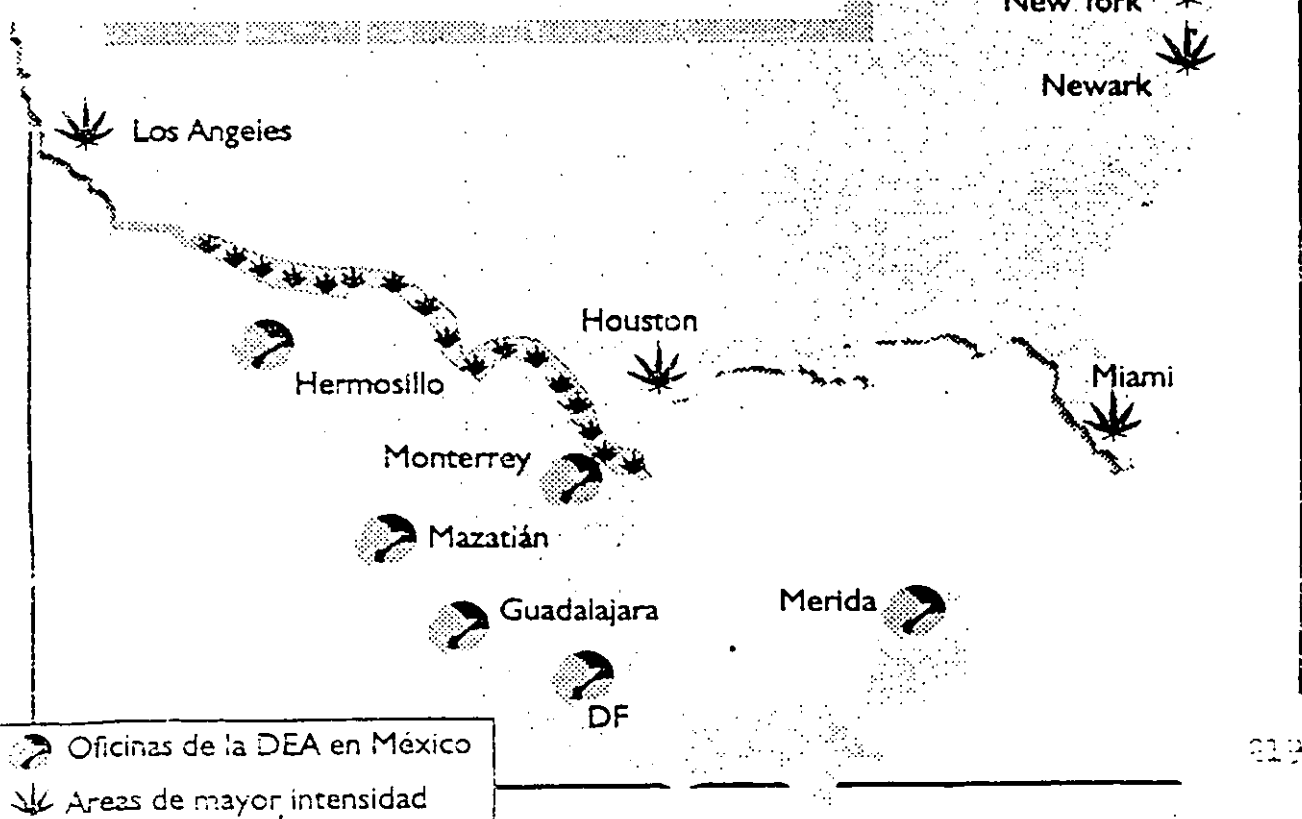 New York
Newark
Los Angeies
Houston
Hermosillo
Miami
Monterrey
Mazatián
Guadalajara
Merida
DF
Oficinas de la DEA en México
Areas de mayor intensidad